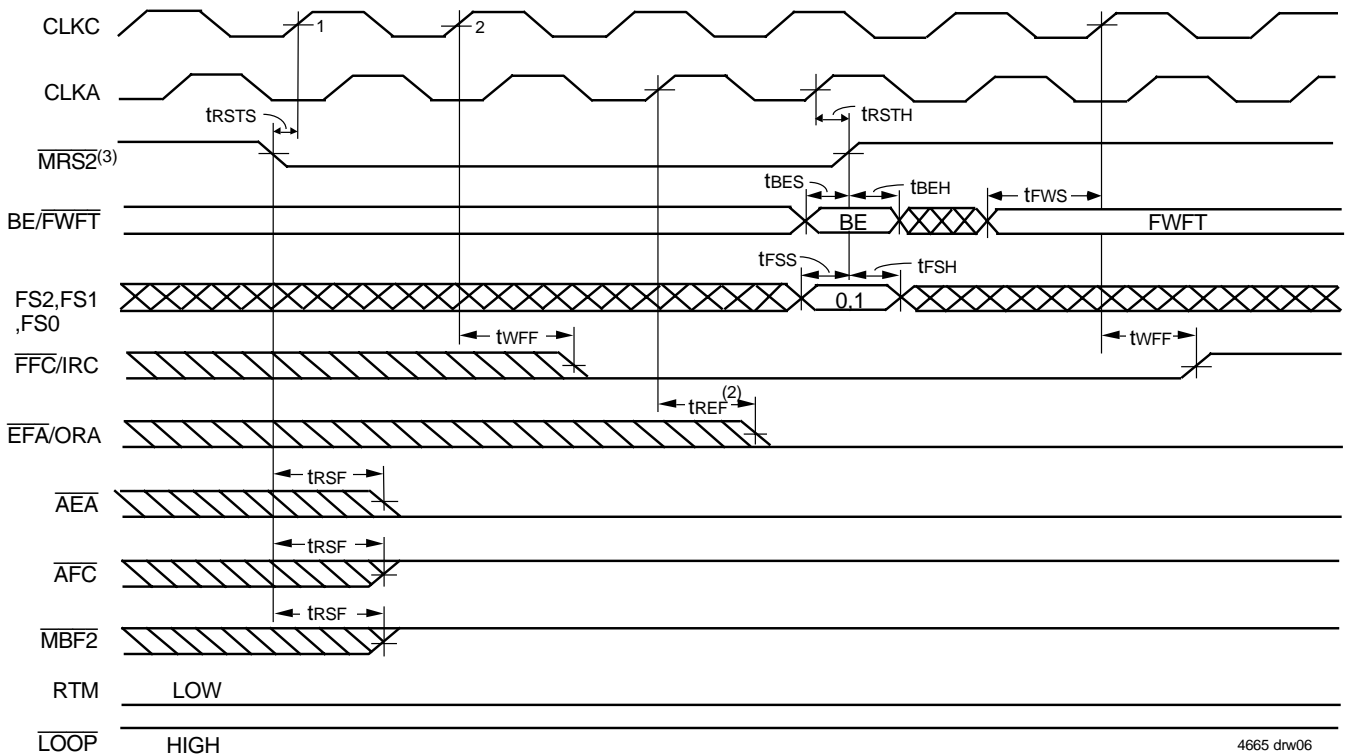 CLKC
1
2
CLKA
tRSTS
tRSTH
MRS2(3)
tBES
tBEH
tFWS
BE/FWFT
BE
FWFT
tFSS
tFSH
FS2,FS1
,FS0
0,1
tWFF
tWFF
FFC/IRC
tREF(2)
EFA/ORA
tRSF
AEA
tRSF
AFC
tRSF
MBF2
RTM
LOW
LOOP
HIGH
4665 drw06